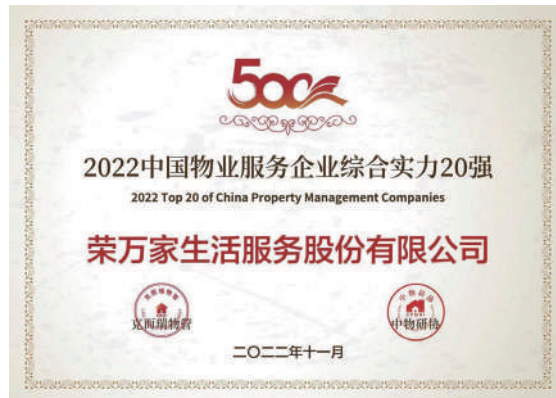 500
2022中国物业服务企业综合实力20强
2022 Top 20 of China Property Management Companies
荣万家生活服务股份有限公司
克而瑞物管
中物研协
二〇二二年十一月